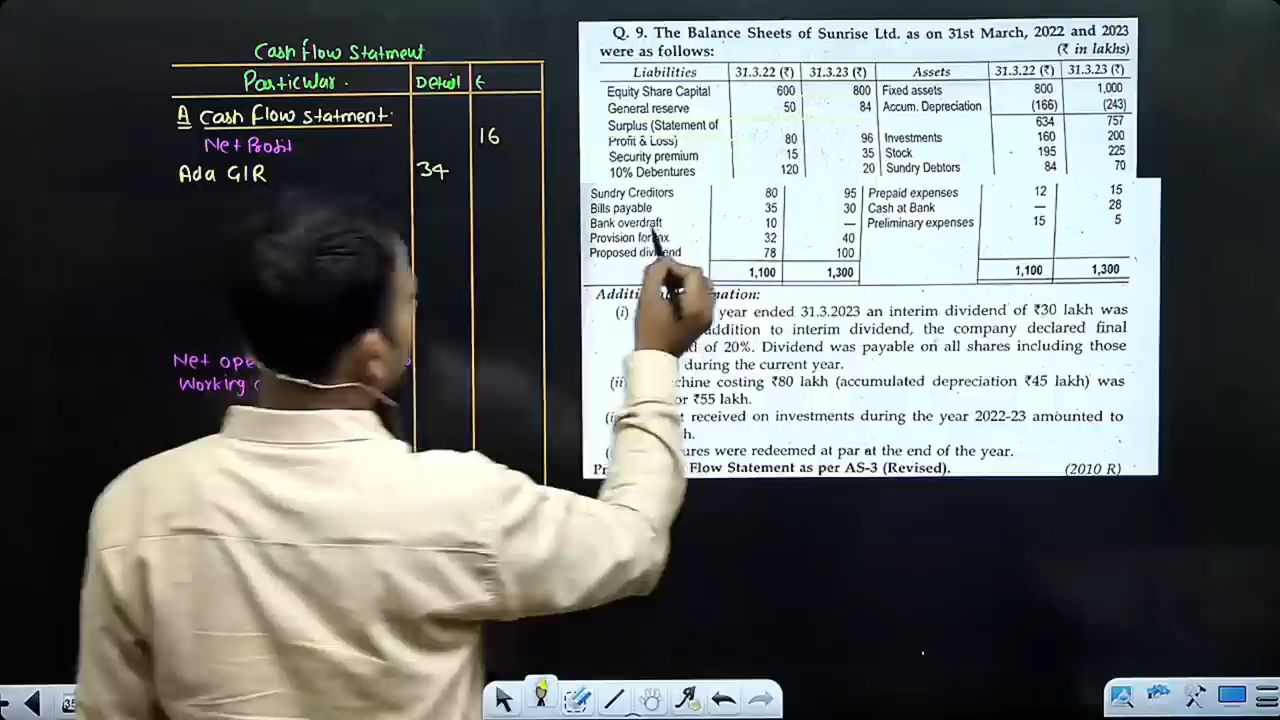 Cash flow Statment
Particular. Detail ₹
A Cash flow Statment.
Net Profit 16
Add GIR 34
Net ope
Working
Q. 9. The Balance Sheets of Sunrise Ltd. as on 31st March, 2022 and 2023
were as follows: (₹ in lakhs)
Liabilities 31.3.22 (₹) 31.3.23 (₹) Assets 31.3.22 (₹) 31.3.23 (₹)
Equity Share Capital 600 800 Fixed assets 800 1,000
General reserve 50 84 Accum. Depreciation (166) (243)
Surplus (Statement of 634 757
Profit & Loss) 80 96 Investments 160 200
Security premium 15 35 Stock 195 225
10% Debentures 120 20 Sundry Debtors 84 70
Sundry Creditors 80 95 Prepaid expenses 12 15
Bills payable 35 30 Cash at Bank — 28
Bank overdraft 10 — Preliminary expenses 15 5
Provision for 32 40
Proposed 78 100
1,100 1,300 1,100 1,300
(i) year ended 31.3.2023 an interim dividend of ₹30 lakh was
addition to interim dividend, the company declared final
of 20%. Dividend was payable on all shares including those
during the current year.
(ii) chine costing ₹80 lakh (accumulated depreciation ₹45 lakh) was
or ₹55 lakh.
received on investments during the year 2022-23 amounted to
h.
ures were redeemed at par at the end of the year.
Flow Statement as per AS-3 (Revised). (2010 R)